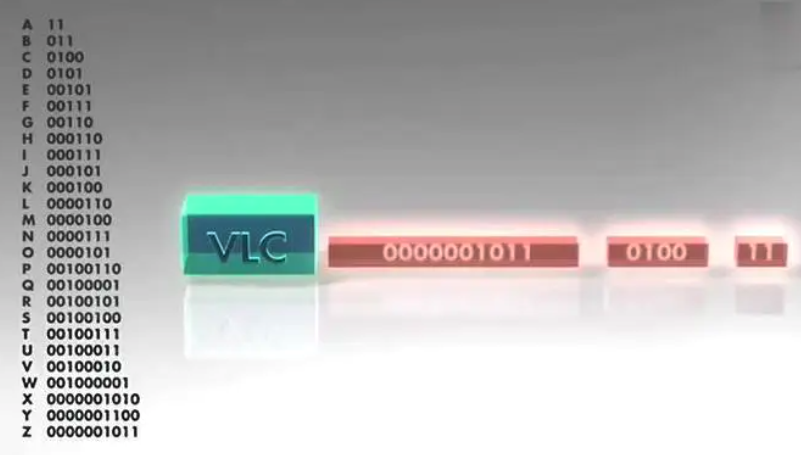 A 11
B 011
C 0100
D 0101
E 00101
F 00111
G 00110
H 000110
I 000111
J 000101
K 000100
L 0000110
M 0000100
N 0000111
O 0000101
P 00100110
Q 00100001
R 00100101
S 00100100
T 00100111
U 00100011
V 00100010
W 001000001
X 0000001010
Y 0000001100
Z 0000001011
VLC 0000001011 0100 11